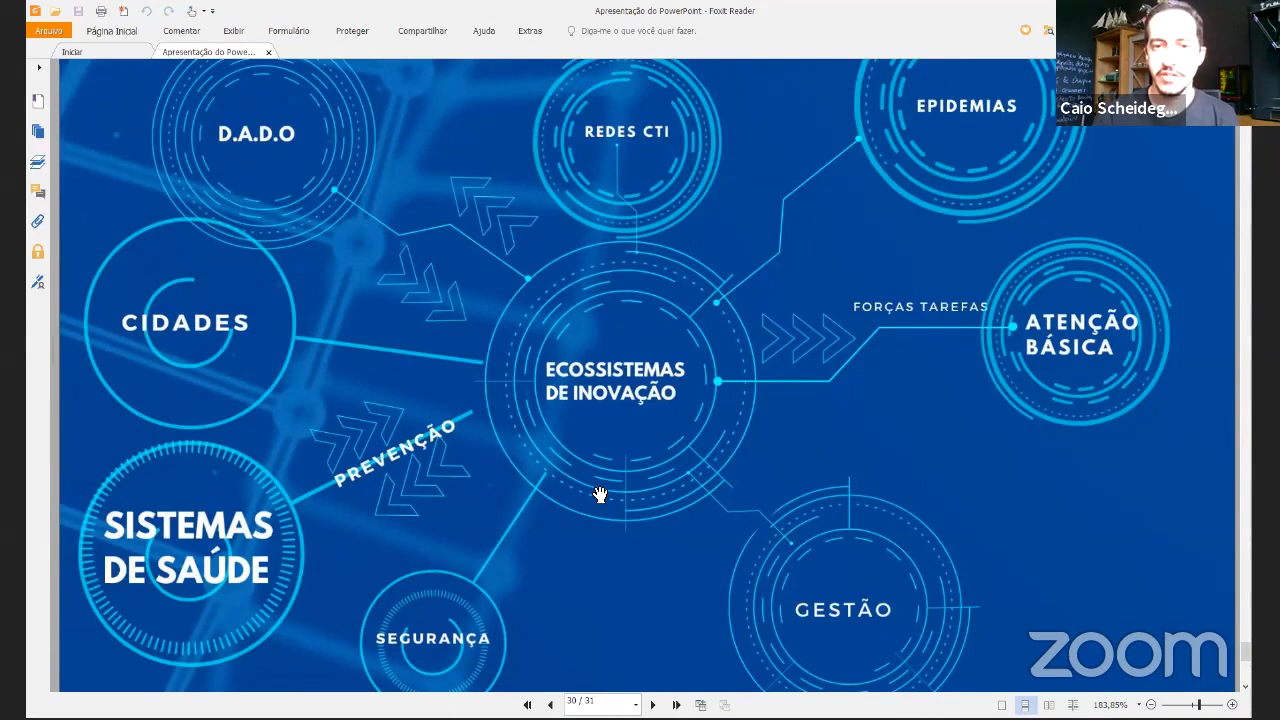 Apresentação do PowerPoint - Foxit Reader
Arquivo
Página Inicial
Comentar
Exibir
Formulário
Proteger
Compartilhar
Ajuda
Extras
Diga-me o que você quer fazer.
Iniciar
Apresentação do Powe...
Caio Scheideg...
D.A.D.O
REDES CTI
EPIDEMIAS
CIDADES
FORÇAS TAREFAS
ATENÇÃO
BÁSICA
ECOSSISTEMAS
DE INOVAÇÃO
PREVENÇÃO
SISTEMAS
DE SAÚDE
SEGURANÇA
GESTÃO
zoom
30 / 31
183,85%